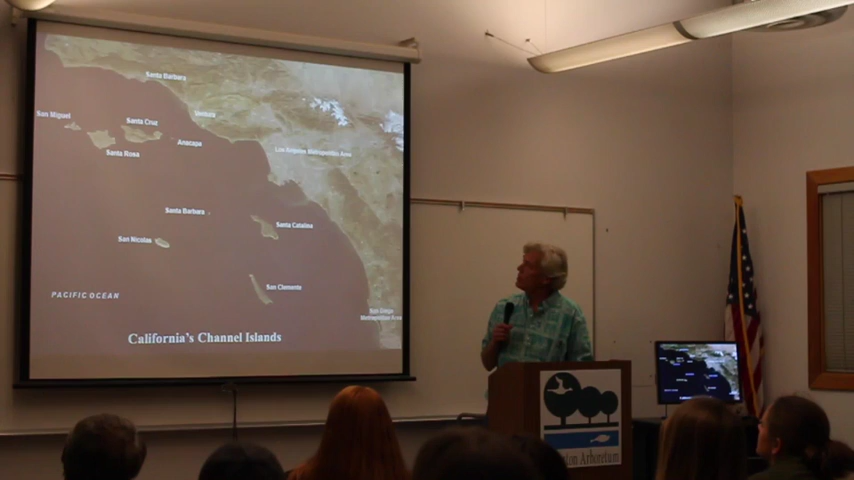 Santa Barbara
San Miguel
Santa Cruz
Ventura
Anacapa
Santa Rosa
Los Angeles Metropolitan Area
Santa Barbara
Santa Catalina
San Nicolas
San Clemente
PACIFIC OCEAN
San Diego
Metropolitan Area
California's Channel Islands
Arboretum